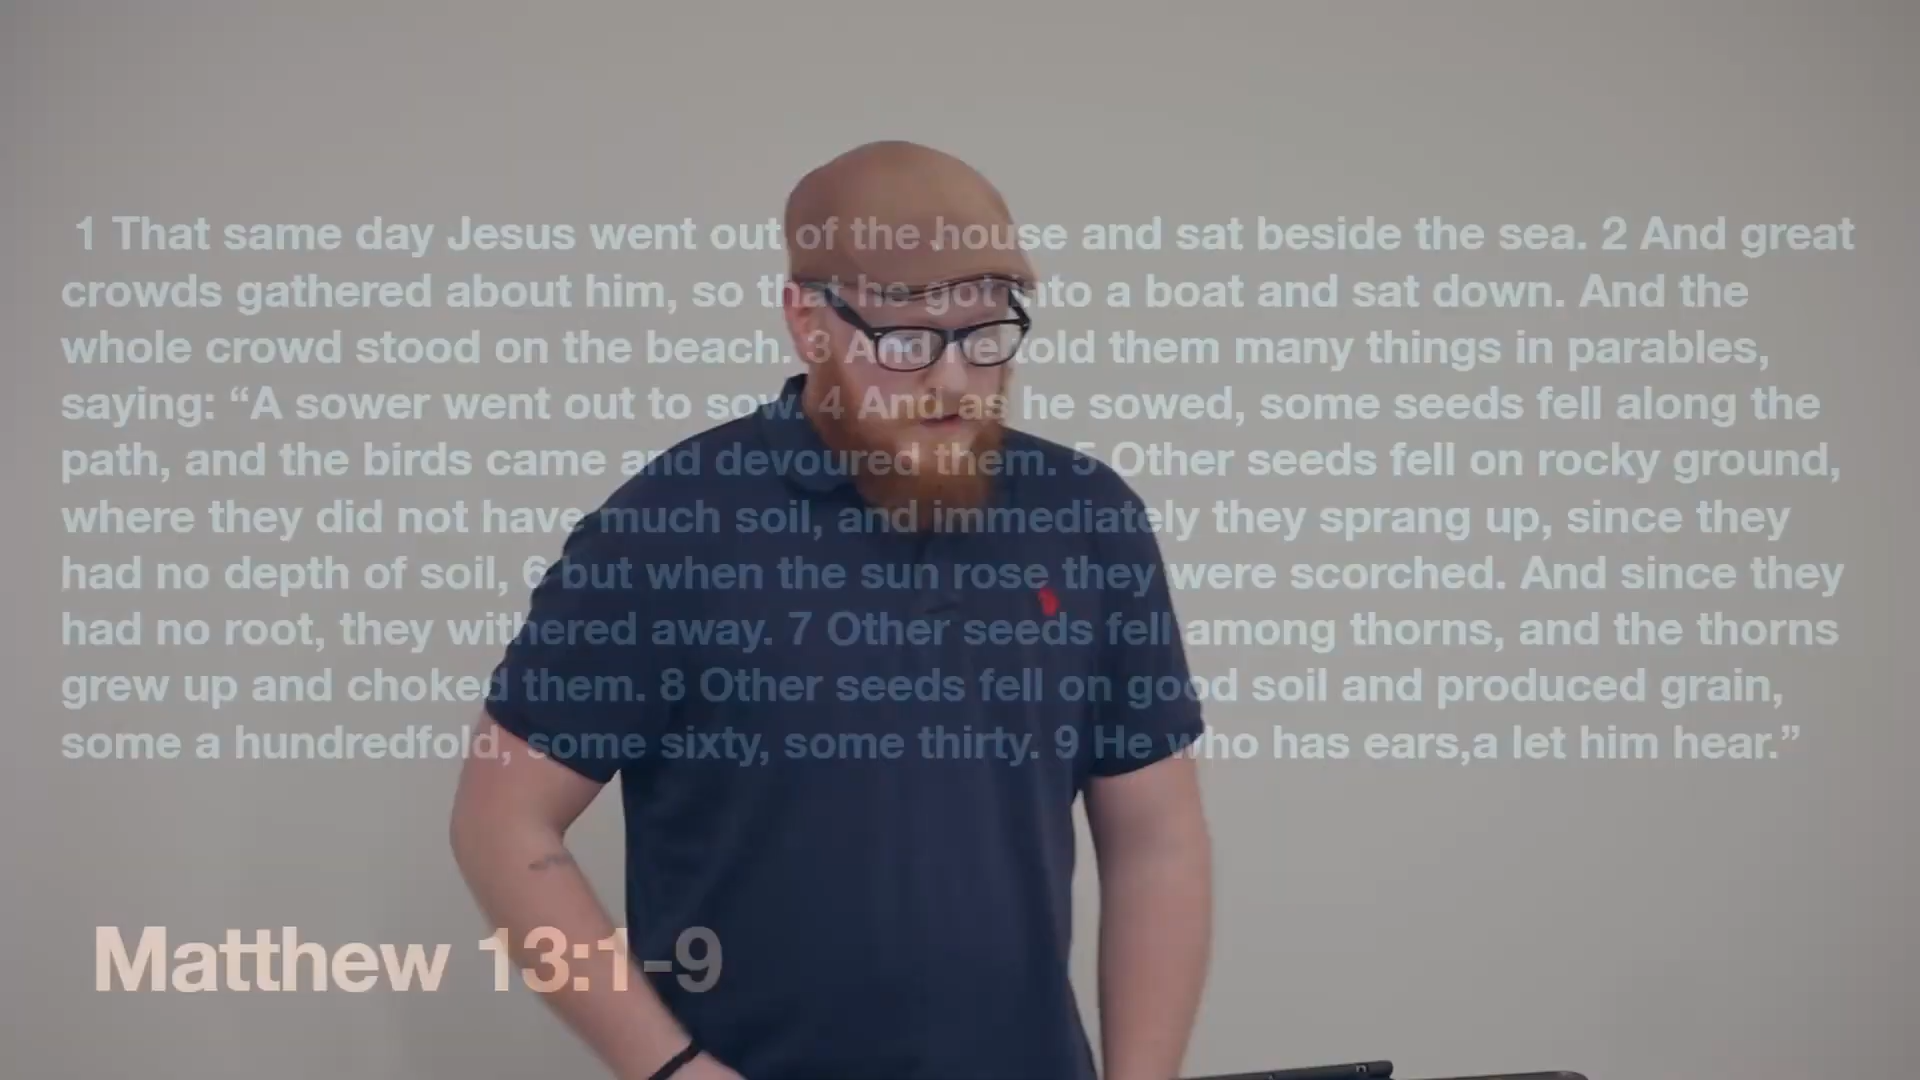 1 That same day Jesus went out of the house and sat beside the sea. 2 And great
crowds gathered about him, so that he got into a boat and sat down. And the
whole crowd stood on the beach. 3 And he told them many things in parables,
saying: “A sower went out to sow. 4 And as he sowed, some seeds fell along the
path, and the birds came and devoured them. 5 Other seeds fell on rocky ground,
where they did not have much soil, and immediately they sprang up, since they
had no depth of soil, 6 but when the sun rose they were scorched. And since they
had no root, they withered away. 7 Other seeds fell among thorns, and the thorns
grew up and choked them. 8 Other seeds fell on good soil and produced grain,
some a hundredfold, some sixty, some thirty. 9 He who has ears,a let him hear.”
Matthew 13:1-9